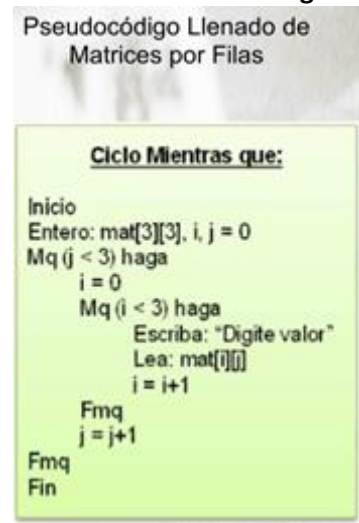 Pseudocódigo Llenado de
Matrices por Filas
Ciclo Mientras que:
Inicio
Entero: mat[3][3], i, j = 0
Mq (j < 3) haga
i = 0
Mq (i < 3) haga
Escriba: “Digite valor”
Lea: mat[i][j]
i = i+1
Fmq
j = j+1
Fmq
Fin